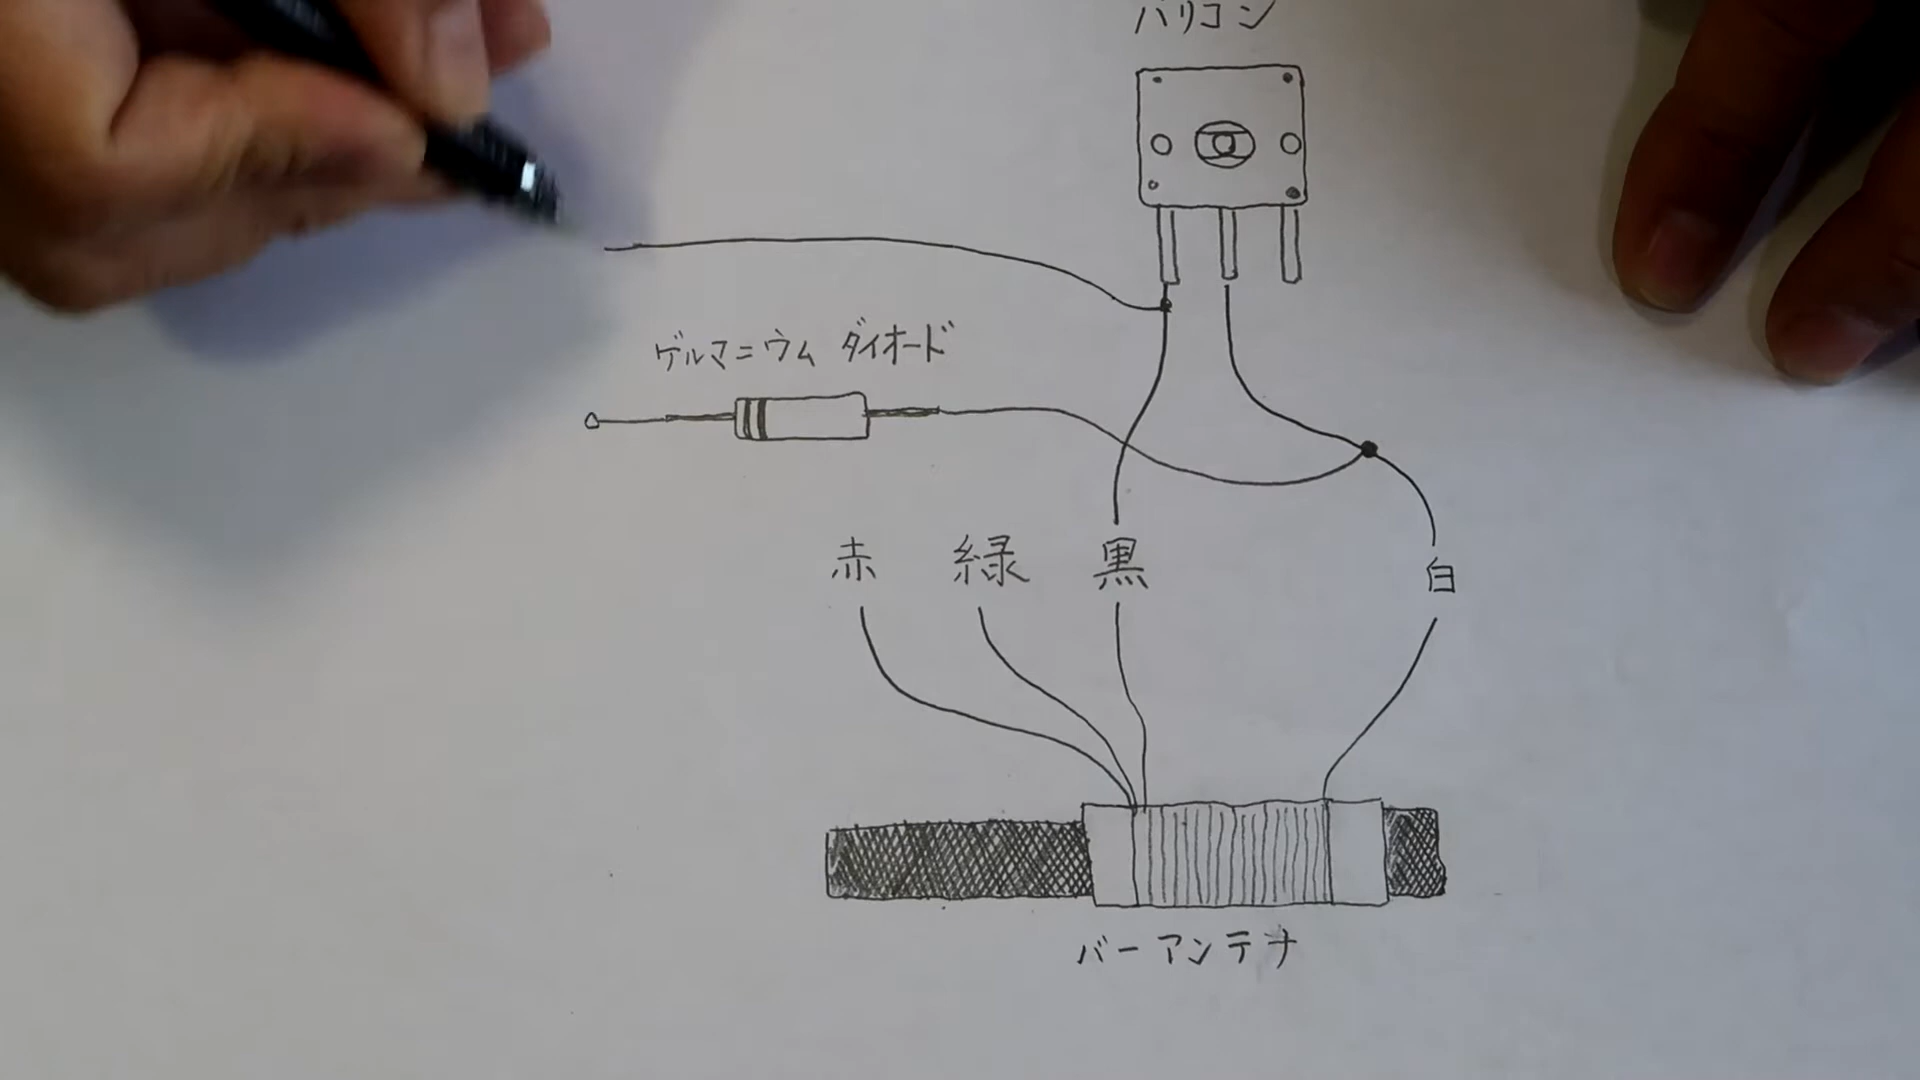 バリコン
ゲルマニウム ダイオード
赤 緑 黒 白
バーアンテナ